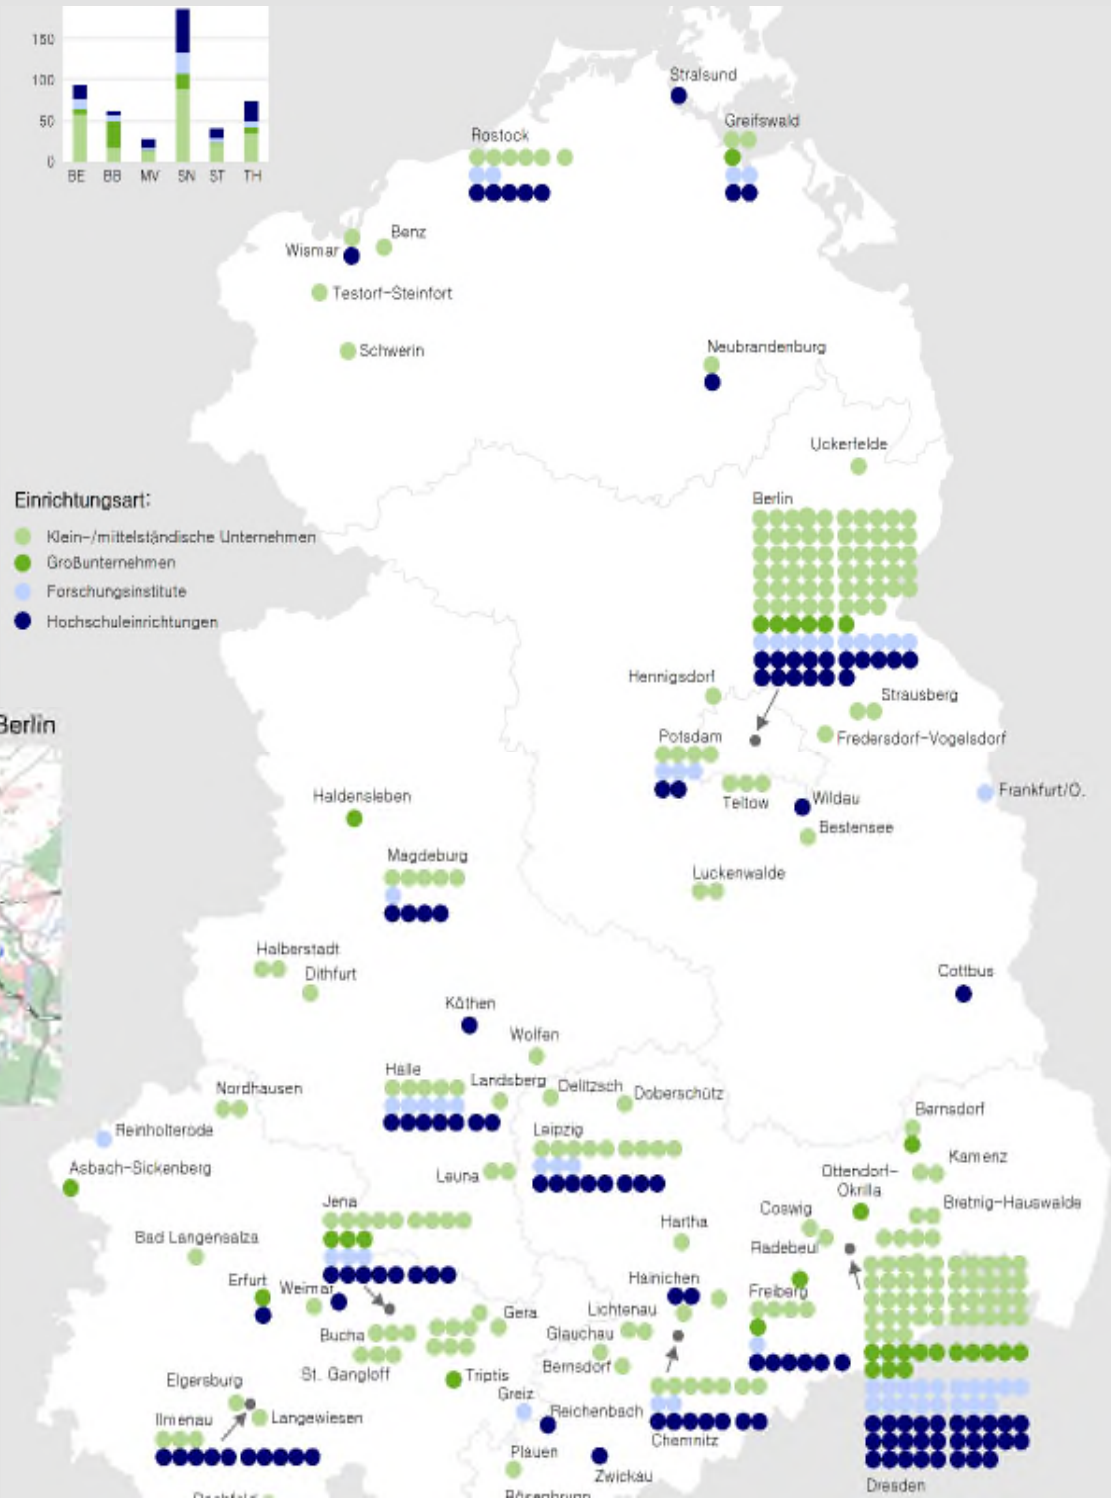 150
100
50
0
BE BB MV SN ST TH
Stralsund
Greifswald
Rostock
Benz
Wismar
Testorf-Steinfort
Schwerin
Neubrandenburg
Uckerfelde
Einrichtungsart:
Klein-/mittelständische Unternehmen
Großunternehmen
Forschungsinstitute
Hochschuleinrichtungen
Berlin
Hennigsdorf
Strausberg
Berlin
Potsdam
Fredersdorf-Vogelsdorf
Teltow
Wildau
Frankfurt/O.
Bestensee
Haldensleben
Magdeburg
Luckenwalde
Halberstadt
Dithfurt
Cottbus
Köthen
Wolfen
Halle
Landsberg
Delitzsch
Doberschütz
Nordhausen
Reinholterode
Leipzig
Bernsdorf
Asbach-Sickenberg
Leuna
Kamenz
Ottendorf-
Okrilla
Jena
Coswig
Bretnig-Hauswalde
Hartha
Bad Langensalza
Radebeul
Erfurt
Weimar
Hainichen
Freiberg
Gera
Lichtenau
Bucha
Glauchau
St. Gangloff
Bernsdorf
Elgersburg
Triptis
Greiz
Ilmenau
Langewiesen
Reichenbach
Chemnitz
Plauen
Zwickau
Dresden